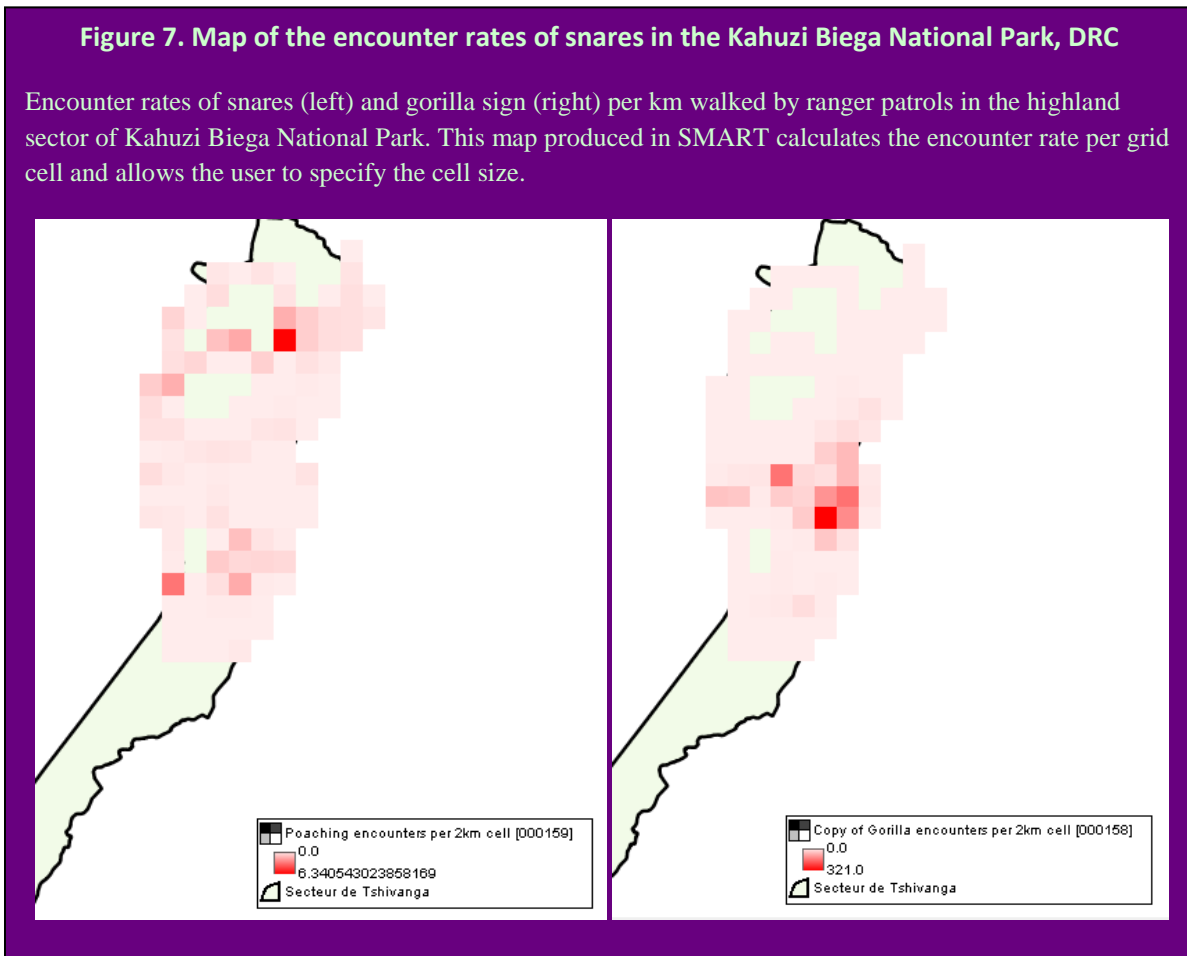 Figure 7. Map of the encounter rates of snares in the Kahuzi Biega National Park, DRC
Encounter rates of snares (left) and gorilla sign (right) per km walked by ranger patrols in the highland
sector of Kahuzi Biega National Park. This map produced in SMART calculates the encounter rate per grid
cell and allows the user to specify the cell size.
Poaching encounters per 2km cell [000159]
0.0
6.340543023858169
Secteur de Tshivanga
Copy of Gorilla encounters per 2km cell [000158]
0.0
321.0
Secteur de Tshivanga